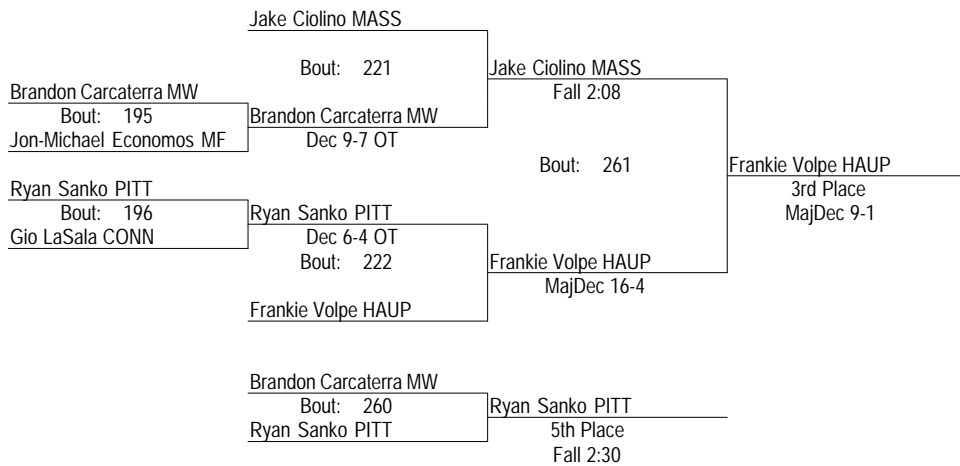 Jake Ciolino MASS
Bout: 221
Jake Ciolino MASS
Fall 2:08
Brandon Carcaterra MW
Bout: 195
Brandon Carcaterra MW
Jon-Michael Economos MF
Dec 9-7 OT
Bout: 261
Frankie Volpe HAUP
3rd Place
MajDec 9-1
Ryan Sanko PITT
Bout: 196
Ryan Sanko PITT
Gio LaSala CONN
Dec 6-4 OT
Bout: 222
Frankie Volpe HAUP
MajDec 16-4
Frankie Volpe HAUP
Brandon Carcaterra MW
Bout: 260
Ryan Sanko PITT
Ryan Sanko PITT
5th Place
Fall 2:30